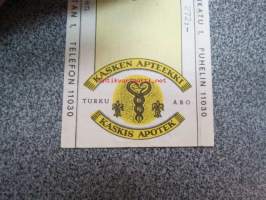 KASKEN APTEEKKI
TURKU ÅBO
KASKIS APOTEK
TELEFON 11030
PUHELIN 11030